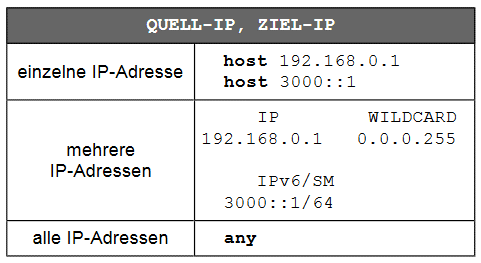 QUELL-IP, ZIEL-IP
einzelne IP-Adresse
host 192.168.0.1
host 3000::1
mehrere
IP-Adressen
IP WILDCARD
192.168.0.1 0.0.0.255
IPv6/SM
3000::1/64
alle IP-Adressen
any